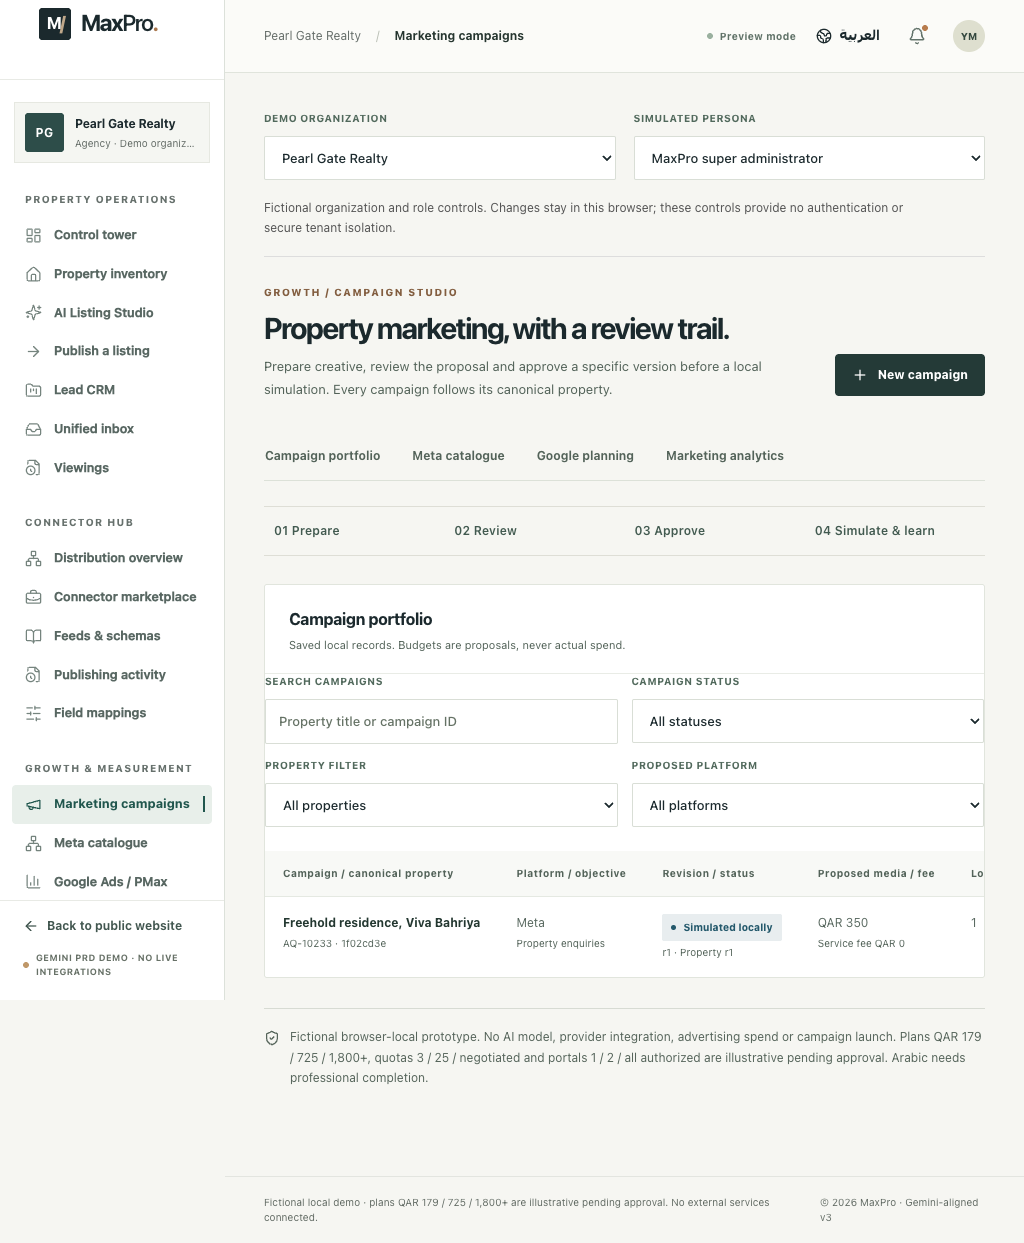 M/ MaxPro.
Pearl Gate Realty / Marketing campaigns
Preview mode
العربية
YM
PG
Pearl Gate Realty
Agency · Demo organiz...
PROPERTY OPERATIONS
Control tower
Property inventory
AI Listing Studio
Publish a listing
Lead CRM
Unified inbox
Viewings
CONNECTOR HUB
Distribution overview
Connector marketplace
Feeds & schemas
Publishing activity
Field mappings
GROWTH & MEASUREMENT
Marketing campaigns
Meta catalogue
Google Ads / PMax
Back to public website
GEMINI PRD DEMO · NO LIVE
INTEGRATIONS
DEMO ORGANIZATION
Pearl Gate Realty
SIMULATED PERSONA
MaxPro super administrator
Fictional organization and role controls. Changes stay in this browser; these controls provide no authentication or
secure tenant isolation.
GROWTH / CAMPAIGN STUDIO
Property marketing, with a review trail.
Prepare creative, review the proposal and approve a specific version before a local
simulation. Every campaign follows its canonical property.
New campaign
Campaign portfolio
Meta catalogue
Google planning
Marketing analytics
01 Prepare
02 Review
03 Approve
04 Simulate & learn
Campaign portfolio
Saved local records. Budgets are proposals, never actual spend.
SEARCH CAMPAIGNS
Property title or campaign ID
CAMPAIGN STATUS
All statuses
PROPERTY FILTER
All properties
PROPOSED PLATFORM
All platforms
Campaign / canonical property
Platform / objective
Revision / status
Proposed media / fee
Lo
Freehold residence, Viva Bahriya
AQ-10233 · 1f02cd3e
Meta
Property enquiries
Simulated locally
r1 · Property r1
QAR 350
Service fee QAR 0
1
Fictional browser-local prototype. No AI model, provider integration, advertising spend or campaign launch. Plans QAR 179
/ 725 / 1,800+, quotas 3 / 25 / negotiated and portals 1 / 2 / all authorized are illustrative pending approval. Arabic needs
professional completion.
Fictional local demo · plans QAR 179 / 725 / 1,800+ are illustrative pending approval. No external services
connected.
© 2026 MaxPro · Gemini-aligned
v3